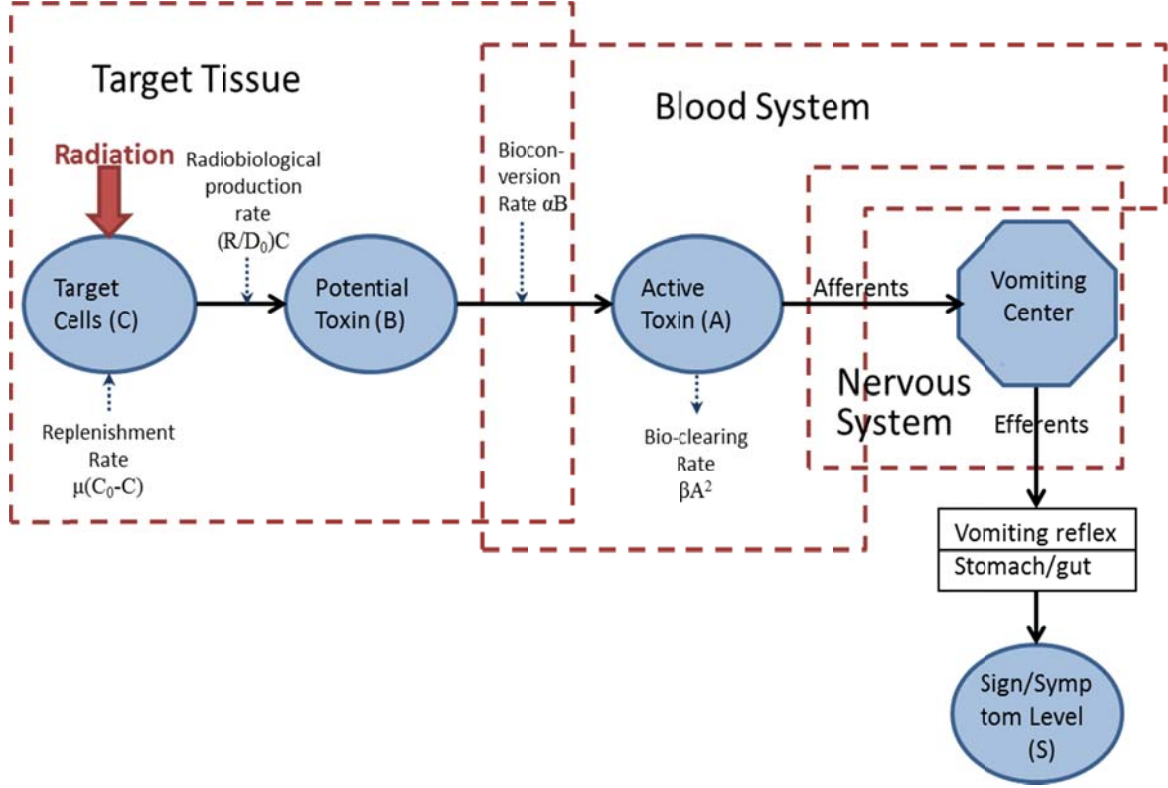 Target Tissue
Blood System
Radiation
Radiobiological
production
rate
(R/D₀)C
Biocon-
version
Rate αB
Target
Cells (C)
Potential
Toxin (B)
Active
Toxin (A)
Afferents
Vomiting
Center
Nervous
System
Efferents
Replenishment
Rate
μ(C₀-C)
Bio-clearing
Rate
βA²
Vomiting reflex
Stomach/gut
Sign/Symp
tom Level
(S)